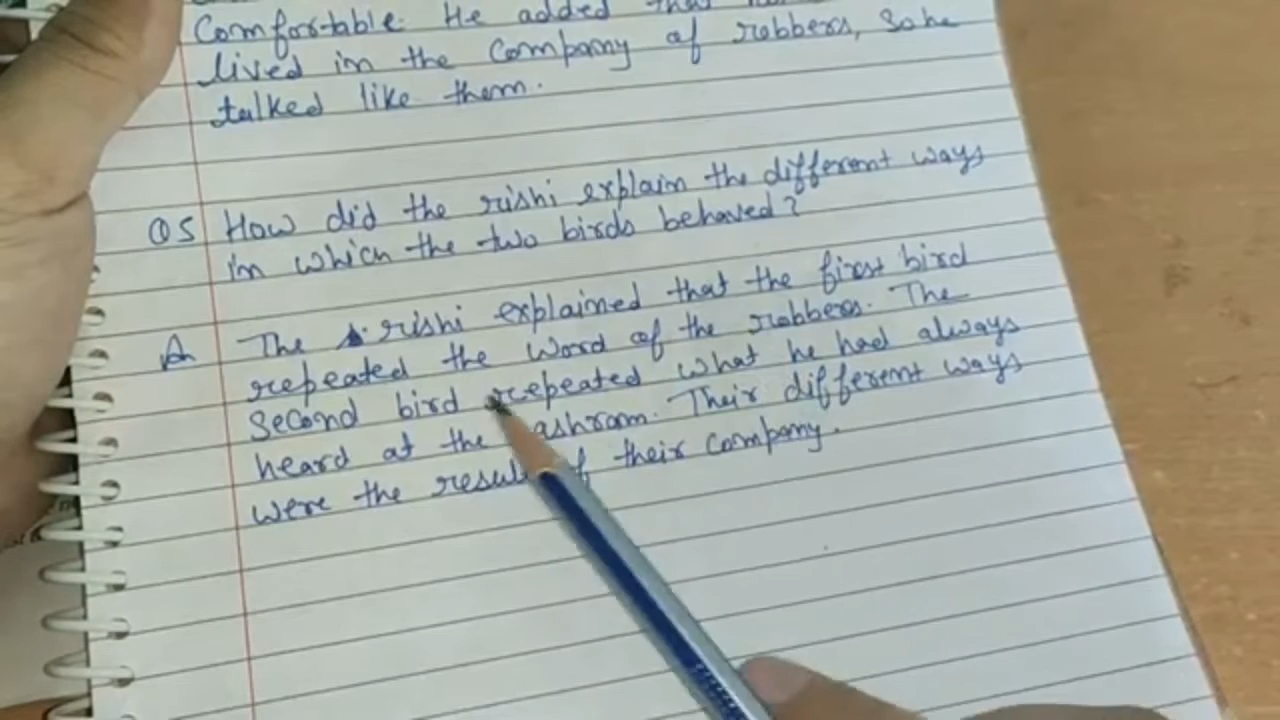 Comfortable. He added that
lived in the Company of robbers, so he
talked like them.
Q5 How did the rishi explain the different ways
in which the two birds behaved?
A The rishi explained that the first bird
repeated the word of the robbers. The
Second bird repeated what he had always
heard at the ashram. Their different ways
were the result of their company.